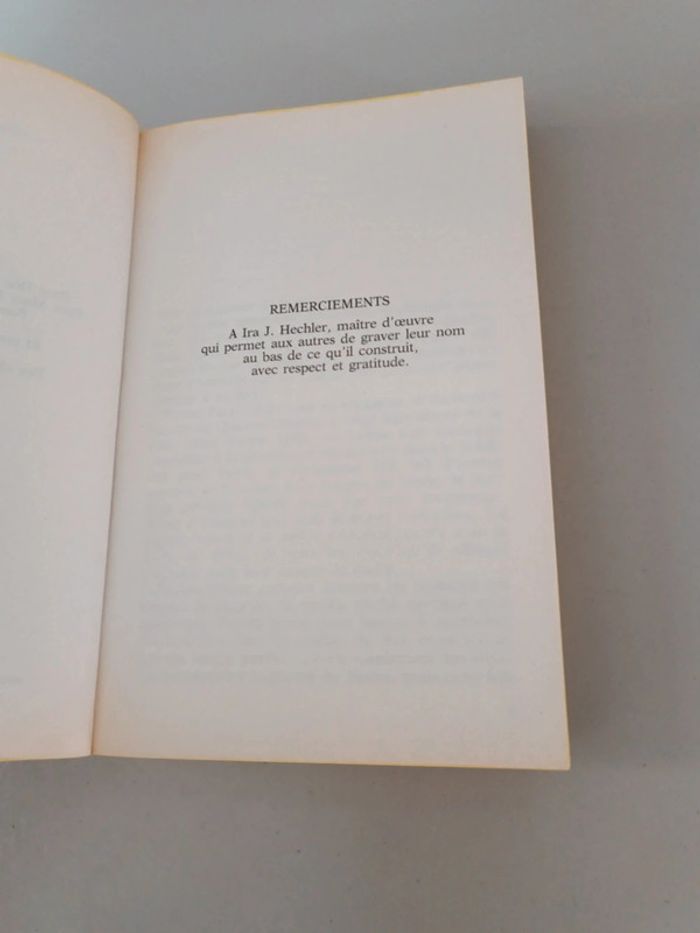 REMERCIEMENTS
A Ira J. Hechler, maître d'œuvre
qui permet aux autres de graver leur nom
au bas de ce qu'il construit,
avec respect et gratitude.